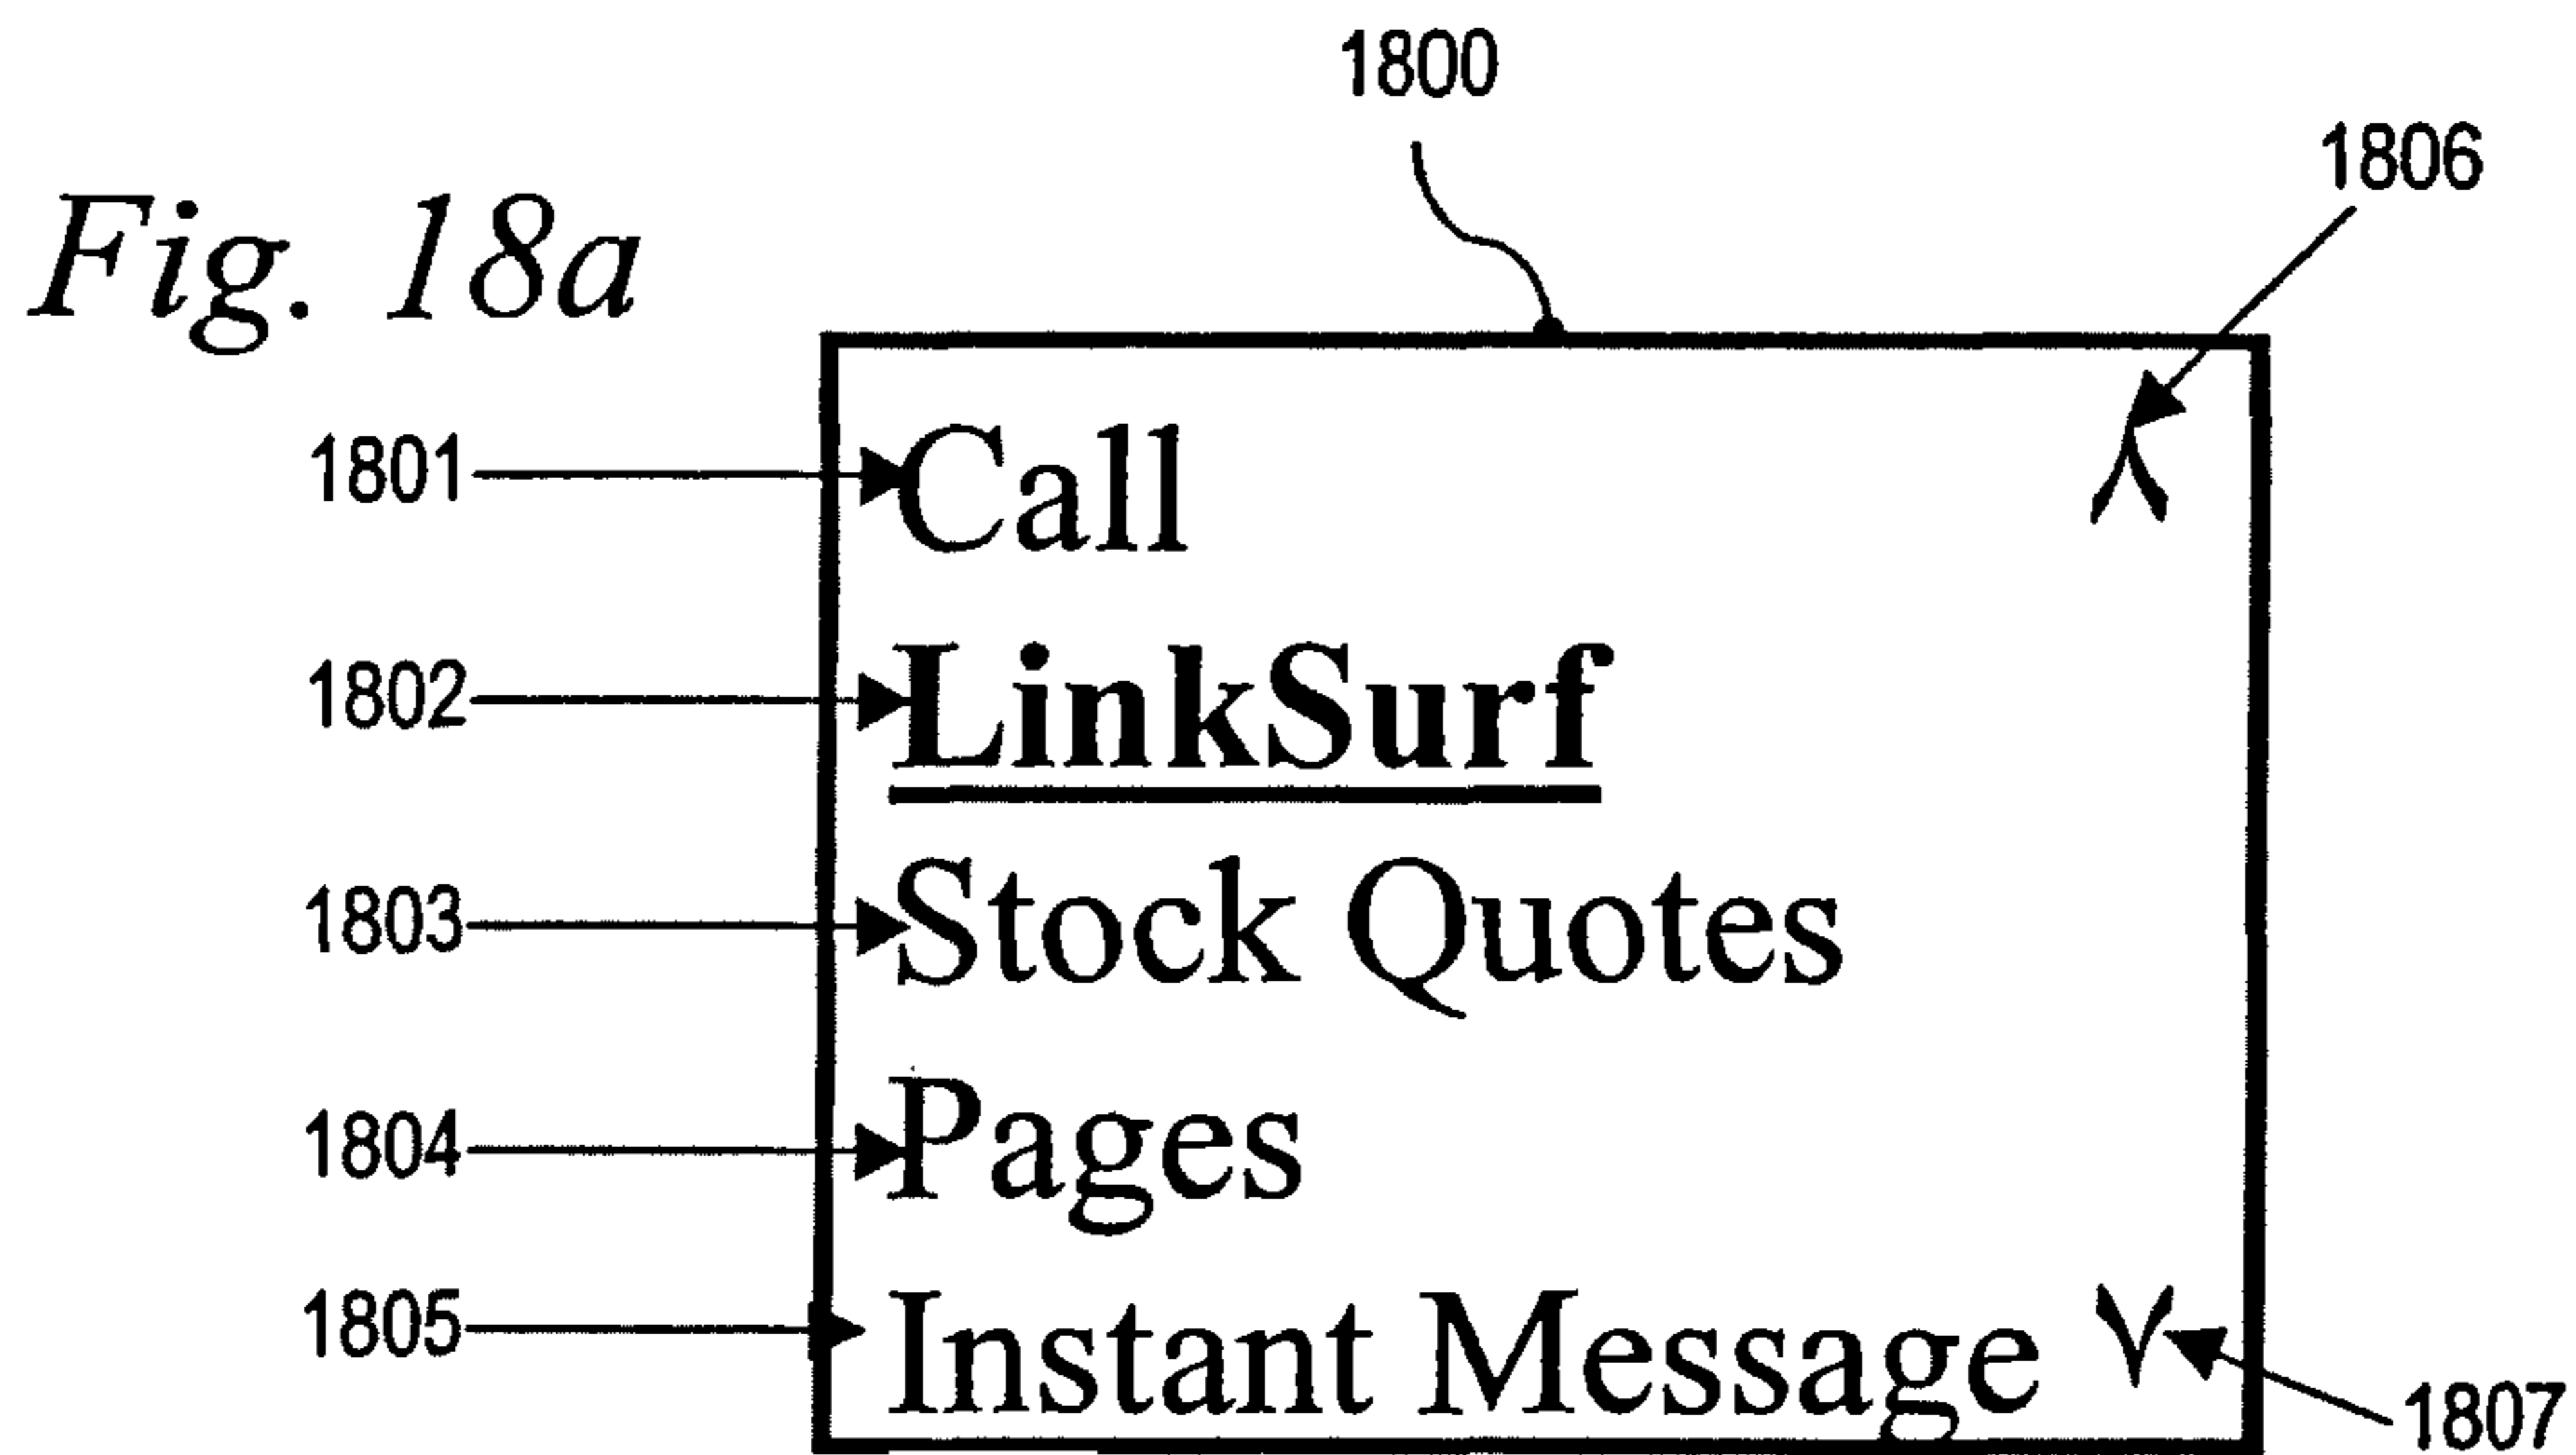 1800
1806
Fig. 18a
1801 Call
1802 LinkSurf
1803 Stock Quotes
1804 Pages
1805 Instant Message
1807